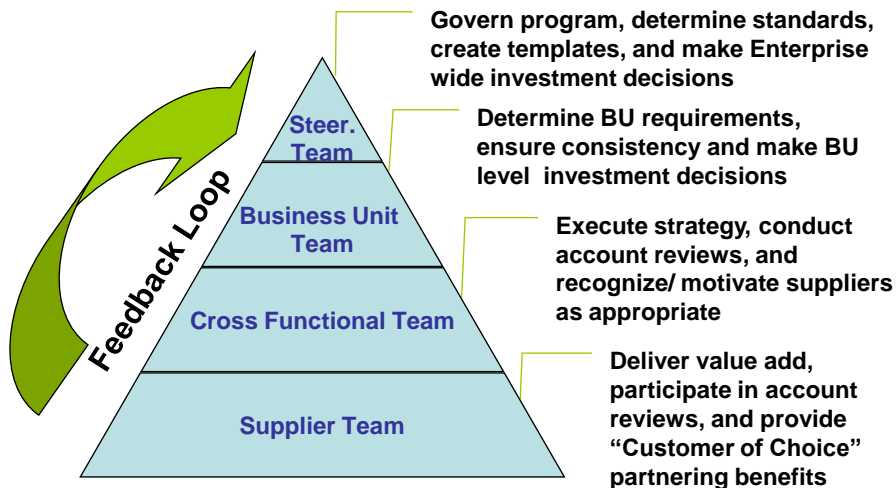 Govern program, determine standards,
create templates, and make Enterprise
wide investment decisions
Steer.
Team
Determine BU requirements,
ensure consistency and make BU
level  investment decisions
Feedback Loop
Business Unit
Team
Execute strategy, conduct
account reviews, and
recognize/ motivate suppliers
as appropriate
Cross Functional Team
Deliver value add,
participate in account
reviews, and provide
“Customer of Choice”
partnering benefits
Supplier Team